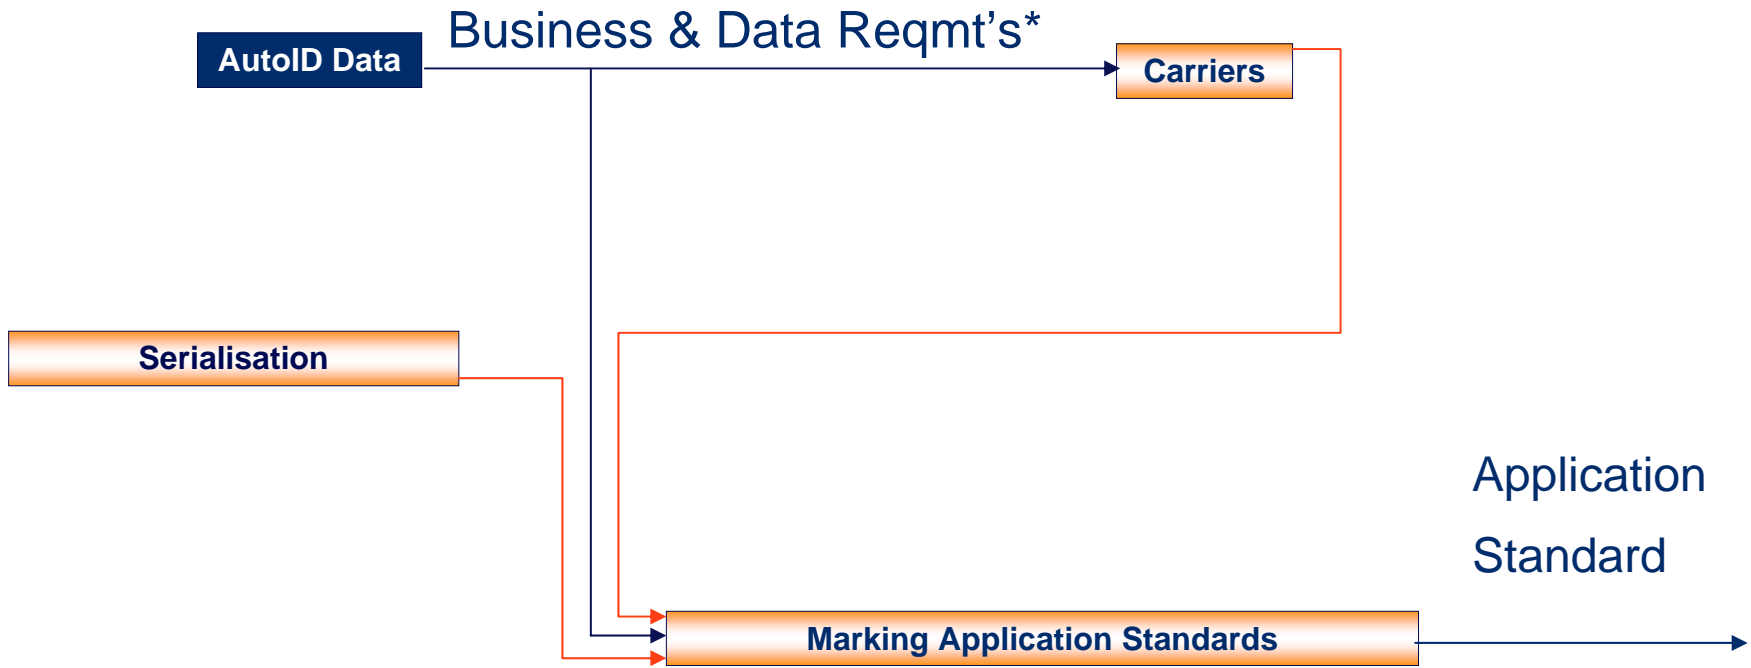 Business & Data Reqmt’s*
AutoID Data
Carriers
Serialisation
Application
Standard
Marking Application Standards